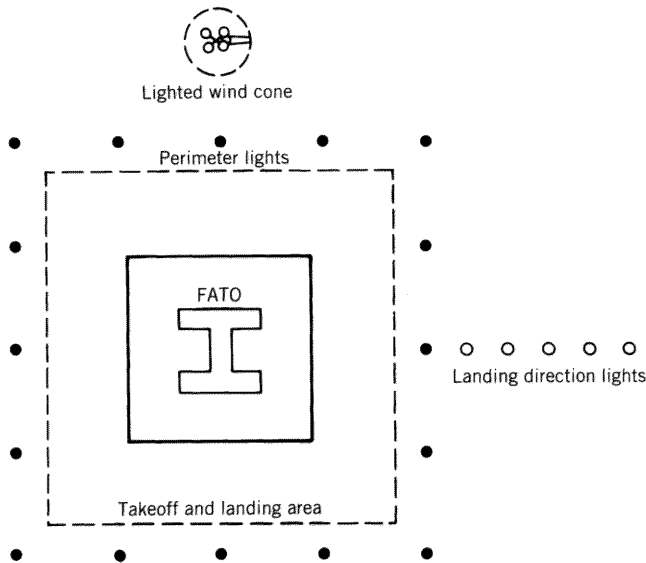 Lighted wind cone
Perimeter lights
FATO
H
Landing direction lights
Takeoff and landing area